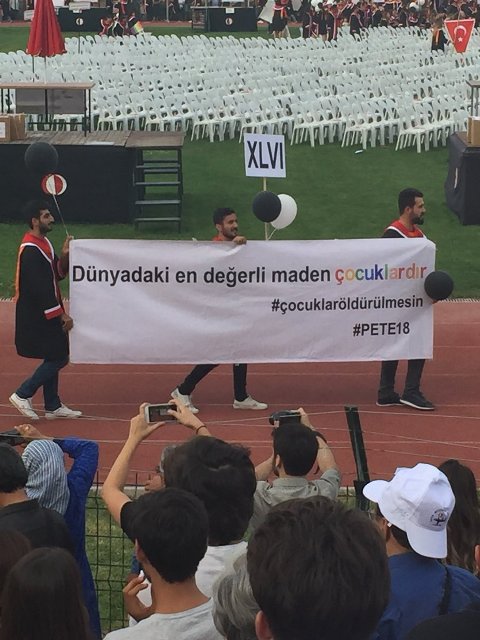 XLVI
Dünyadaki en değerli maden çocuklardır
#çocuklaröldürülmesin
#PETE18